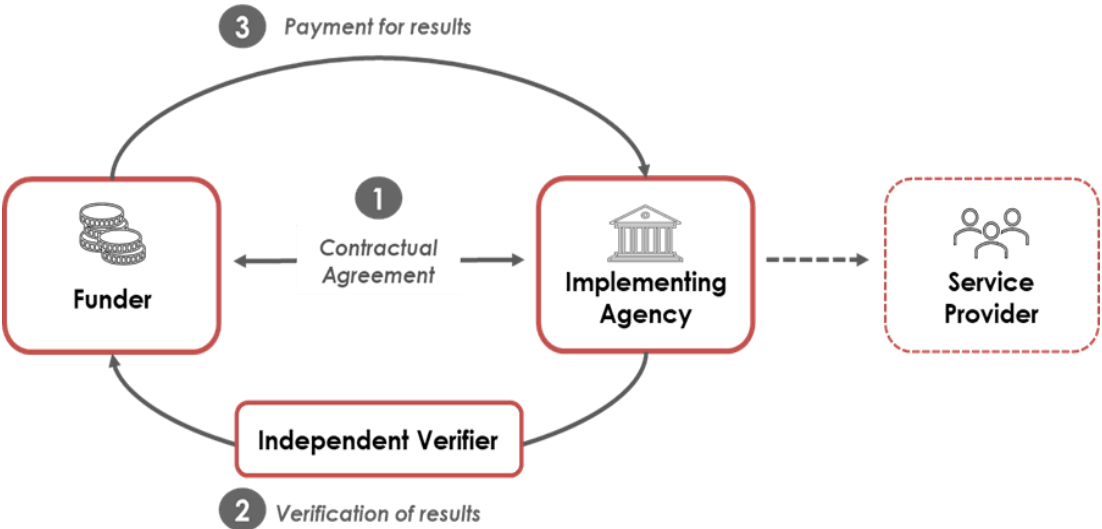 3 Payment for results
1
Contractual
Agreement
Funder
Implementing
Agency
Service
Provider
Independent Verifier
2 Verification of results